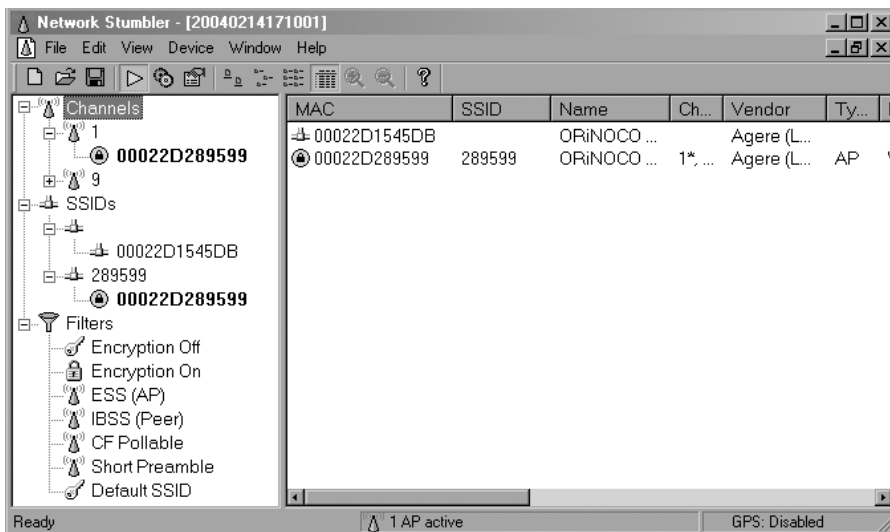 Network Stumbler - [20040214171001]
File Edit View Device Window Help
Channels
1
00022D289599
9
SSIDs
00022D1545DB
289599
00022D289599
Filters
Encryption Off
Encryption On
ESS (AP)
IBSS (Peer)
CF Pollable
Short Preamble
Default SSID
MAC SSID Name Ch... Vendor Ty...
00022D1545DB ORiNOCO ... Agere (L...
00022D289599 289599 ORiNOCO ... 1*, ... Agere (L... AP
Ready 1 AP active GPS: Disabled